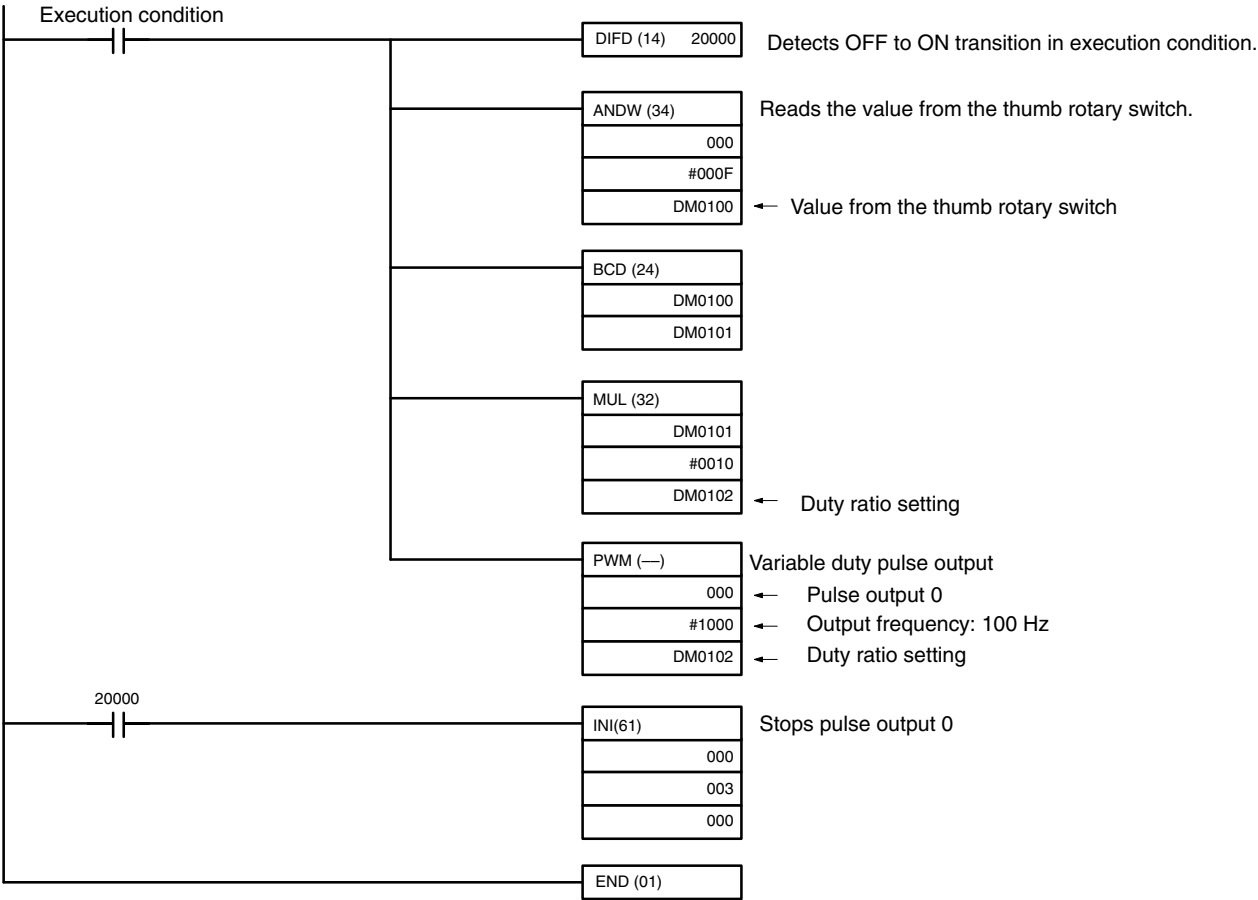 Execution condition
DIFD (14) 20000 Detects OFF to ON transition in execution condition.
ANDW (34) Reads the value from the thumb rotary switch.
000
#000F
DM0100 ← Value from the thumb rotary switch
BCD (24)
DM0100
DM0101
MUL (32)
DM0101
#0010
DM0102 ← Duty ratio setting
PWM (––) Variable duty pulse output
000 ← Pulse output 0
#1000 ← Output frequency: 100 Hz
DM0102 ← Duty ratio setting
20000
INI(61) Stops pulse output 0
000
003
000
END (01)